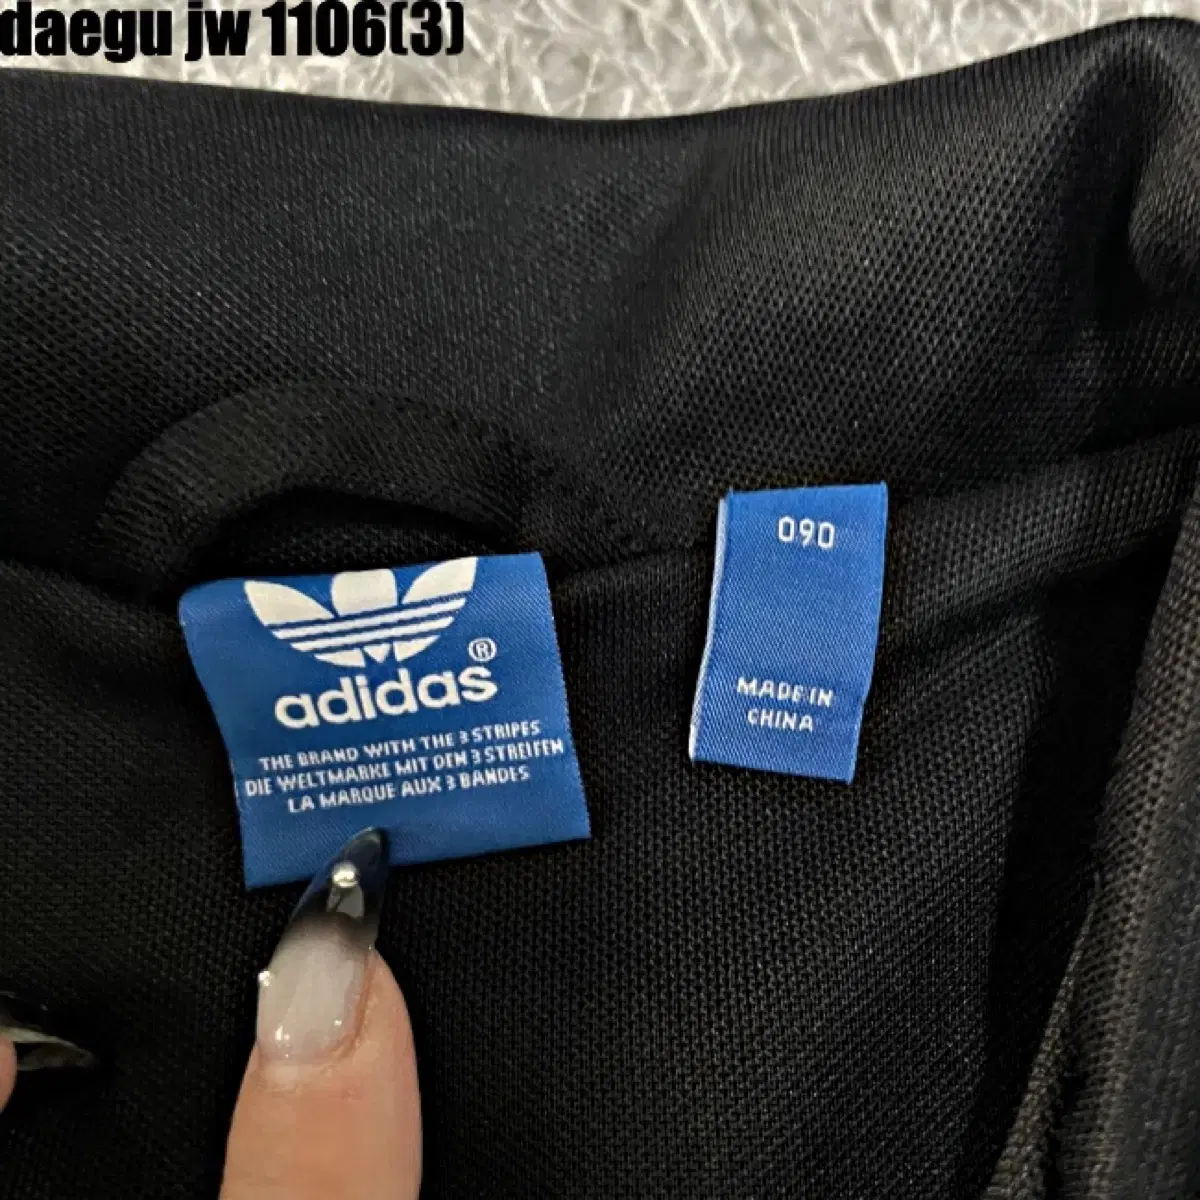 daegu jw 1106(3)
adidas®
THE BRAND WITH THE 3 STRIPES
DIE WELTMARKE MIT DEN 3 STREIFEN
LA MARQUE AUX 3 BANDES
090
MADE IN
CHINA